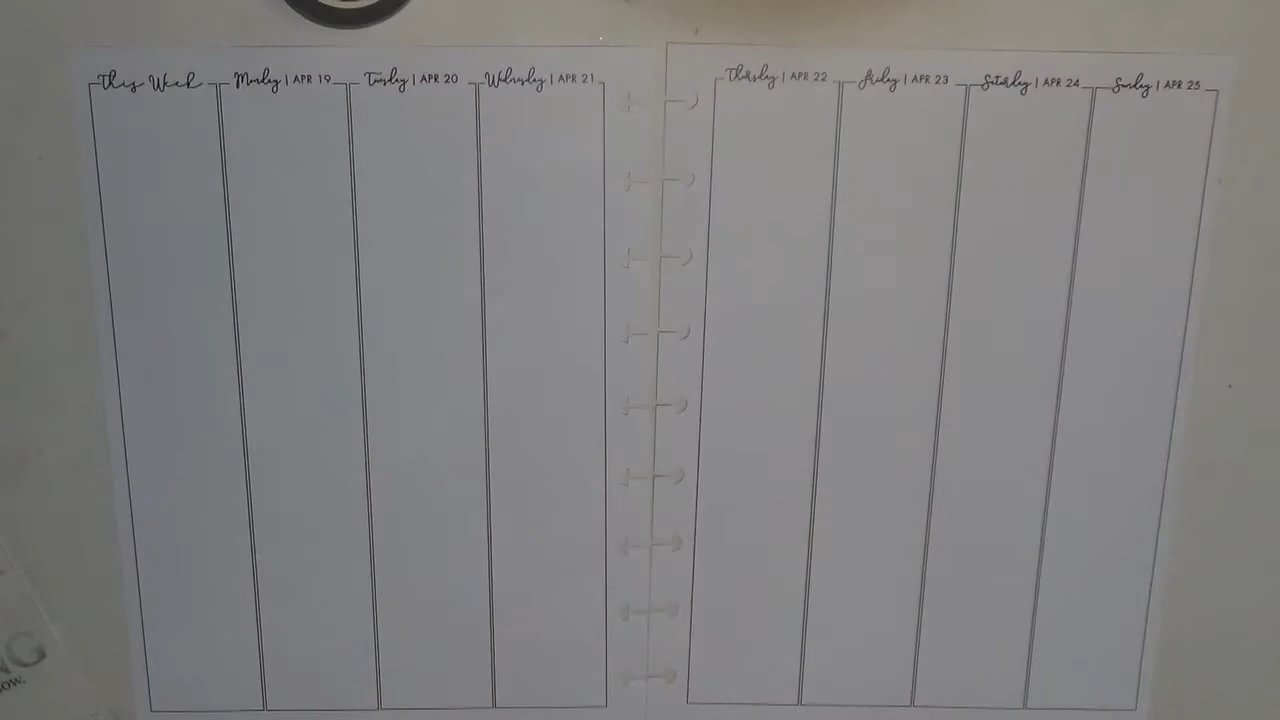 This Week
Monday | APR 19
Tuesday | APR 20
Wednesday | APR 21
Thursday | APR 22
Friday | APR 23
Saturday | APR 24
Sunday | APR 25